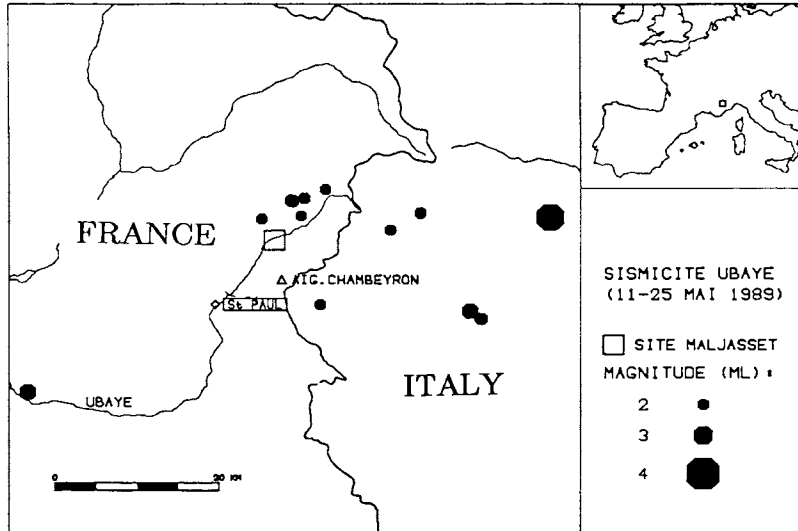 FRANCE
AIG.CHAMBEYRON
St PAUL
ITALY
UBAYE
0 20 KM
SISMICITE UBAYE
(11-25 MAI 1989)
SITE MALJASSET
MAGNITUDE (ML) :
2
3
4